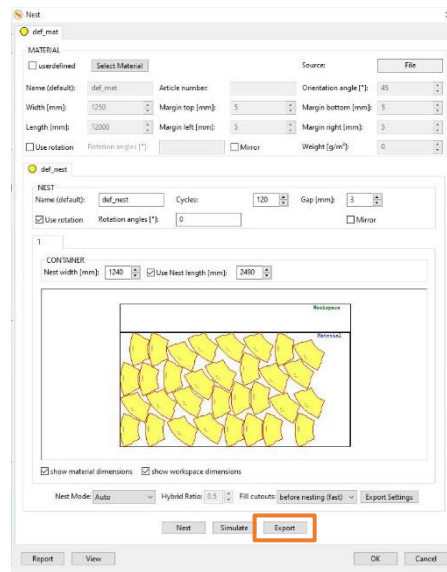 Nest
def_mat
MATERIAL
userdefined Select Material Source: File
Name (default): def_mat Article number: Orientation angle [°]: 45
Width [mm]: 1250 Margin top [mm]: 5 Margin bottom [mm]: 5
Length [mm]: 12000 Margin left [mm]: 5 Margin right [mm]: 5
Use rotation Rotation angles [°]: Mirror Weight [g/m²]: 0
def_nest
NEST
Name (default): def_nest Cycles: 120 Gap [mm]: 3
Use rotation Rotation angles [°]: 0 Mirror
1
CONTAINER
Nest width [mm]: 1240 Use Nest length [mm]: 2490
Workspace
Material
show material dimensions show workspace dimensions
Nest Mode: Auto Hybrid Ratio: 0.5 Fill cutouts: before nesting (fast) Export Settings
Nest Simulate Export
Report View OK Cancel